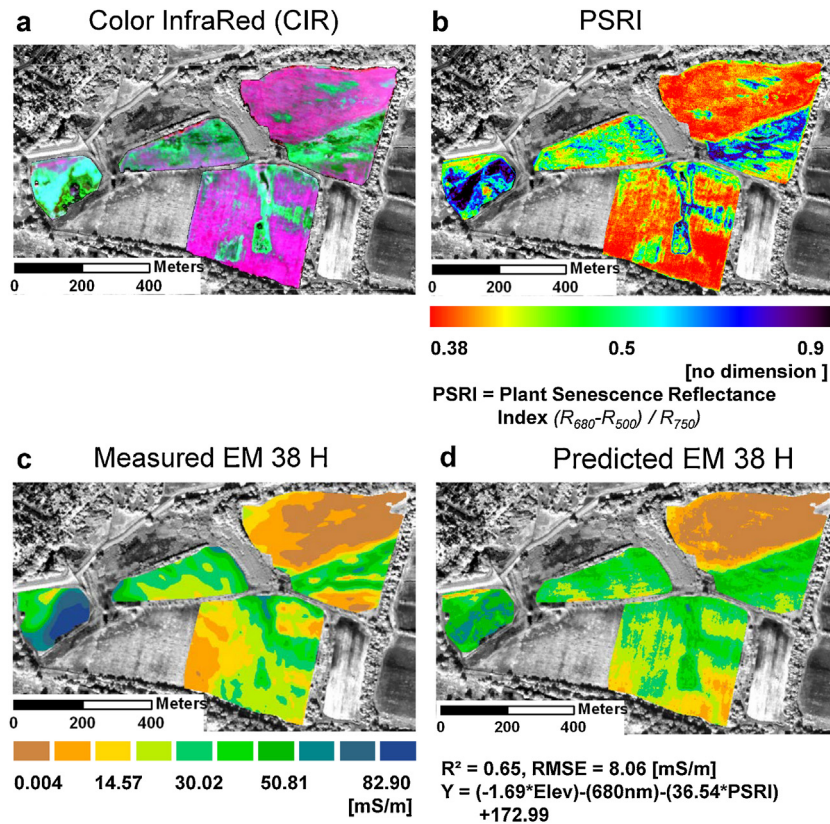 a Color InfraRed (CIR)
0 200 400 Meters
b PSRI
0 200 400 Meters
0.38 0.5 0.9
[no dimension ]
PSRI = Plant Senescence Reflectance
Index (R680-R500) / R750)
c Measured EM 38 H
0 200 400 Meters
0.004 14.57 30.02 50.81 82.90
[mS/m]
d Predicted EM 38 H
0 200 400 Meters
R² = 0.65, RMSE = 8.06 [mS/m]
Y = (-1.69*Elev)-(680nm)-(36.54*PSRI)
+172.99